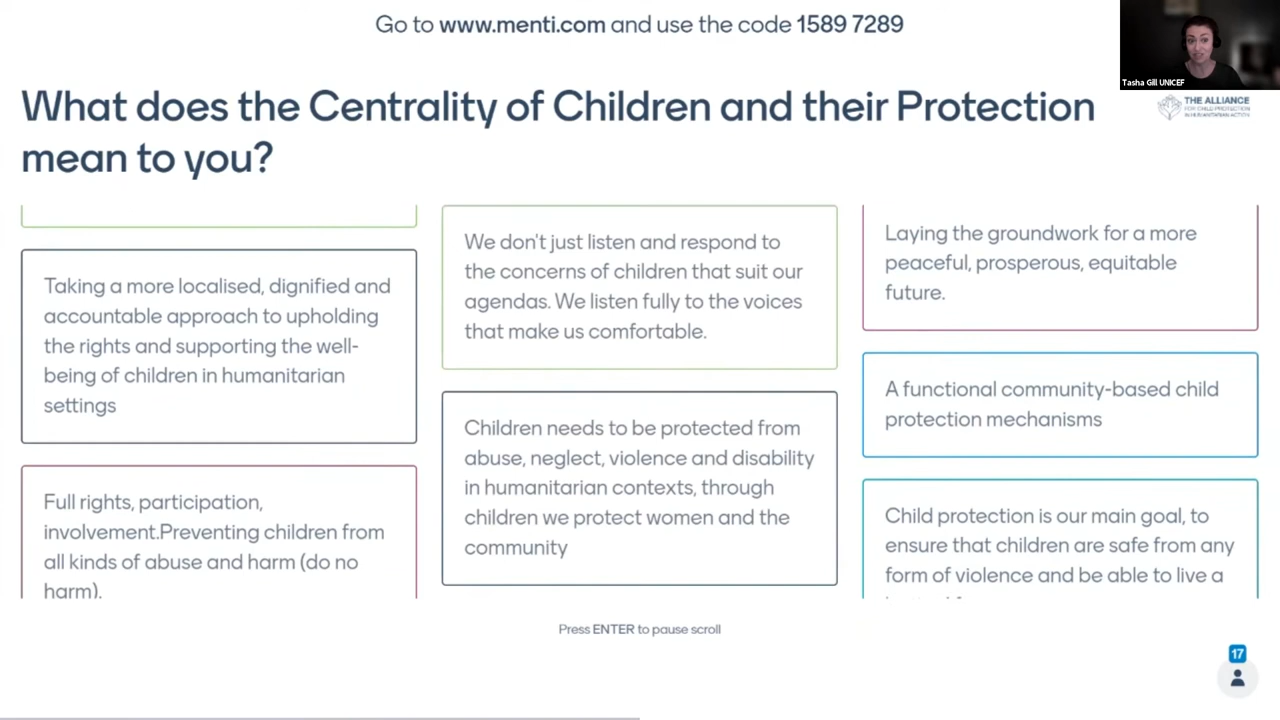 Go to www.menti.com and use the code 1589 7289
Tasha Gill UNICEF
What does the Centrality of Children and their Protection
mean to you?
THE ALLIANCE
FOR CHILD PROTECTION
IN HUMANITARIAN ACTION
Taking a more localised, dignified and
accountable approach to upholding
the rights and supporting the well-
being of children in humanitarian
settings
Full rights, participation,
involvement.Preventing children from
all kinds of abuse and harm (do no
harm).
We don't just listen and respond to
the concerns of children that suit our
agendas. We listen fully to the voices
that make us comfortable.
Children needs to be protected from
abuse, neglect, violence and disability
in humanitarian contexts, through
children we protect women and the
community
Laying the groundwork for a more
peaceful, prosperous, equitable
future.
A functional community-based child
protection mechanisms
Child protection is our main goal, to
ensure that children are safe from any
form of violence and be able to live a
Press ENTER to pause scroll
17